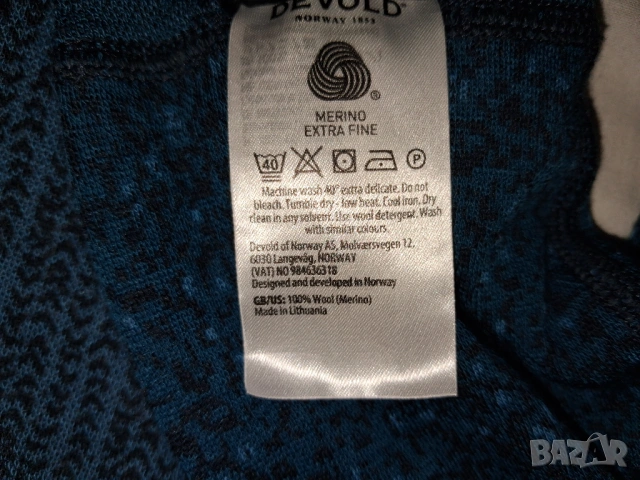 DEVOLD®
NORWAY 1853
®
MERINO
EXTRA FINE
40 P
Machine wash 40° extra delicate. Do not
bleach. Tumble dry - low heat. Cool iron. Dry
clean in any solvent. Use wool detergent. Wash
with similar colours.
Devold of Norway AS, Molværsvegen 12,
6030 Langevåg, NORWAY
(VAT) NO 984636318
Designed and developed in Norway
GB/US: 100% Wool (Merino)
Made in Lithuania
BAZAR